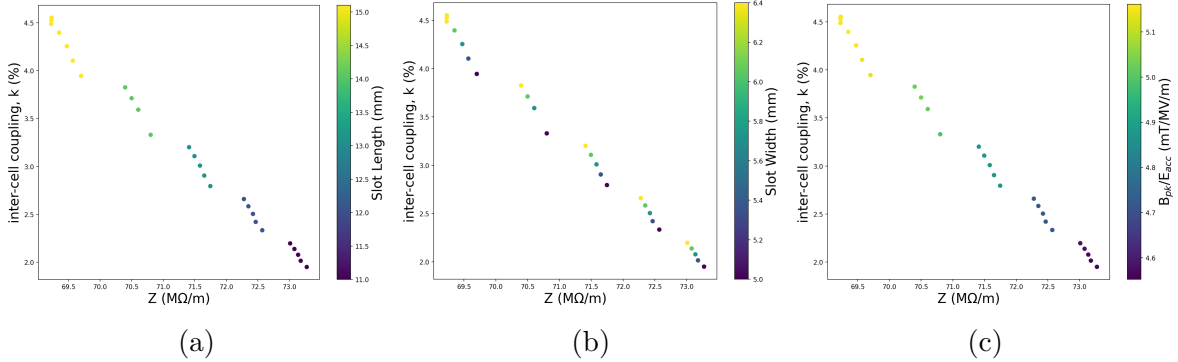 4.5
4.0
3.5
3.0
2.5
2.0
inter-cell coupling, k (%)
69.5 70.0 70.5 71.0 71.5 72.0 72.5 73.0
Z (MΩ/m)
15.0
14.5
14.0
13.5
13.0
12.5
12.0
11.5
11.0
Slot Length (mm)
(a)
4.5
4.0
3.5
3.0
2.5
2.0
inter-cell coupling, k (%)
69.5 70.0 70.5 71.0 71.5 72.0 72.5 73.0
Z (MΩ/m)
6.4
6.2
6.0
5.8
5.6
5.4
5.2
5.0
Slot Width (mm)
(b)
4.5
4.0
3.5
3.0
2.5
2.0
inter-cell coupling, k (%)
69.5 70.0 70.5 71.0 71.5 72.0 72.5 73.0
Z (MΩ/m)
5.1
5.0
4.9
4.8
4.7
4.6
B_pk/E_acc (mT/MV/m)
(c)